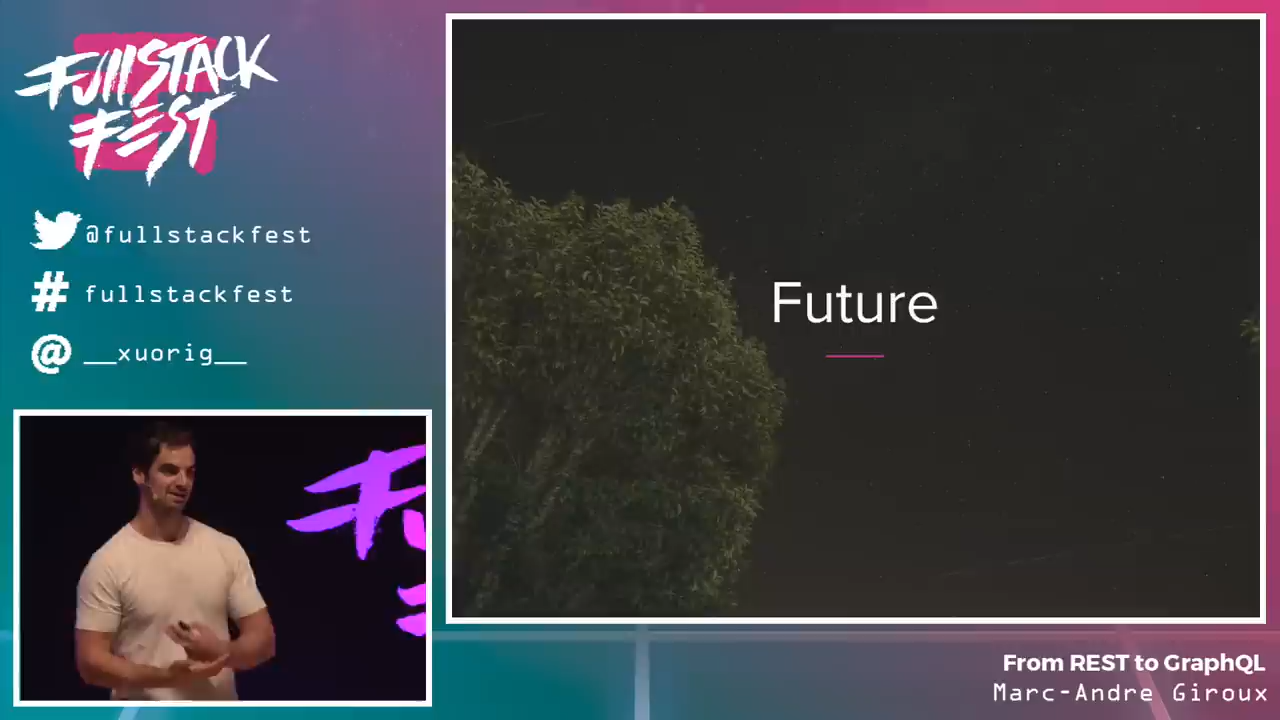 FullSTACK
FEST
@fullstackfest
# fullstackfest
@ __xuorig__
Future
From REST to GraphQL
Marc-Andre Giroux